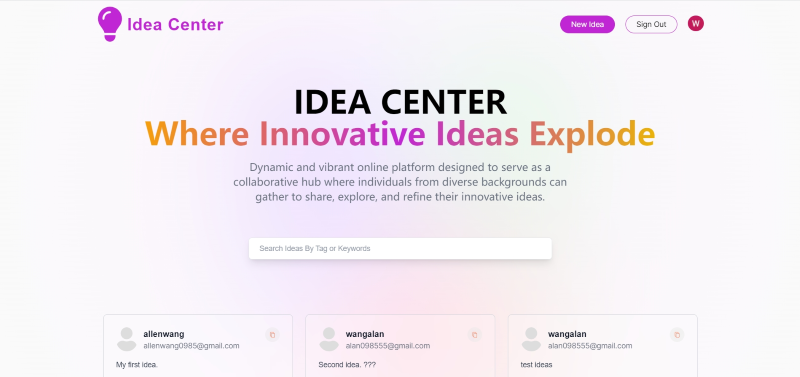 Idea Center
New Idea
Sign Out
W
IDEA CENTER
Where Innovative Ideas Explode
Dynamic and vibrant online platform designed to serve as a
collaborative hub where individuals from diverse backgrounds can
gather to share, explore, and refine their innovative ideas.
Search Ideas By Tag or Keywords
allenwang
allenwang0985@gmail.com
My first idea.
wangalan
alan098555@gmail.com
Second idea. ???
wangalan
alan098555@gmail.com
test ideas